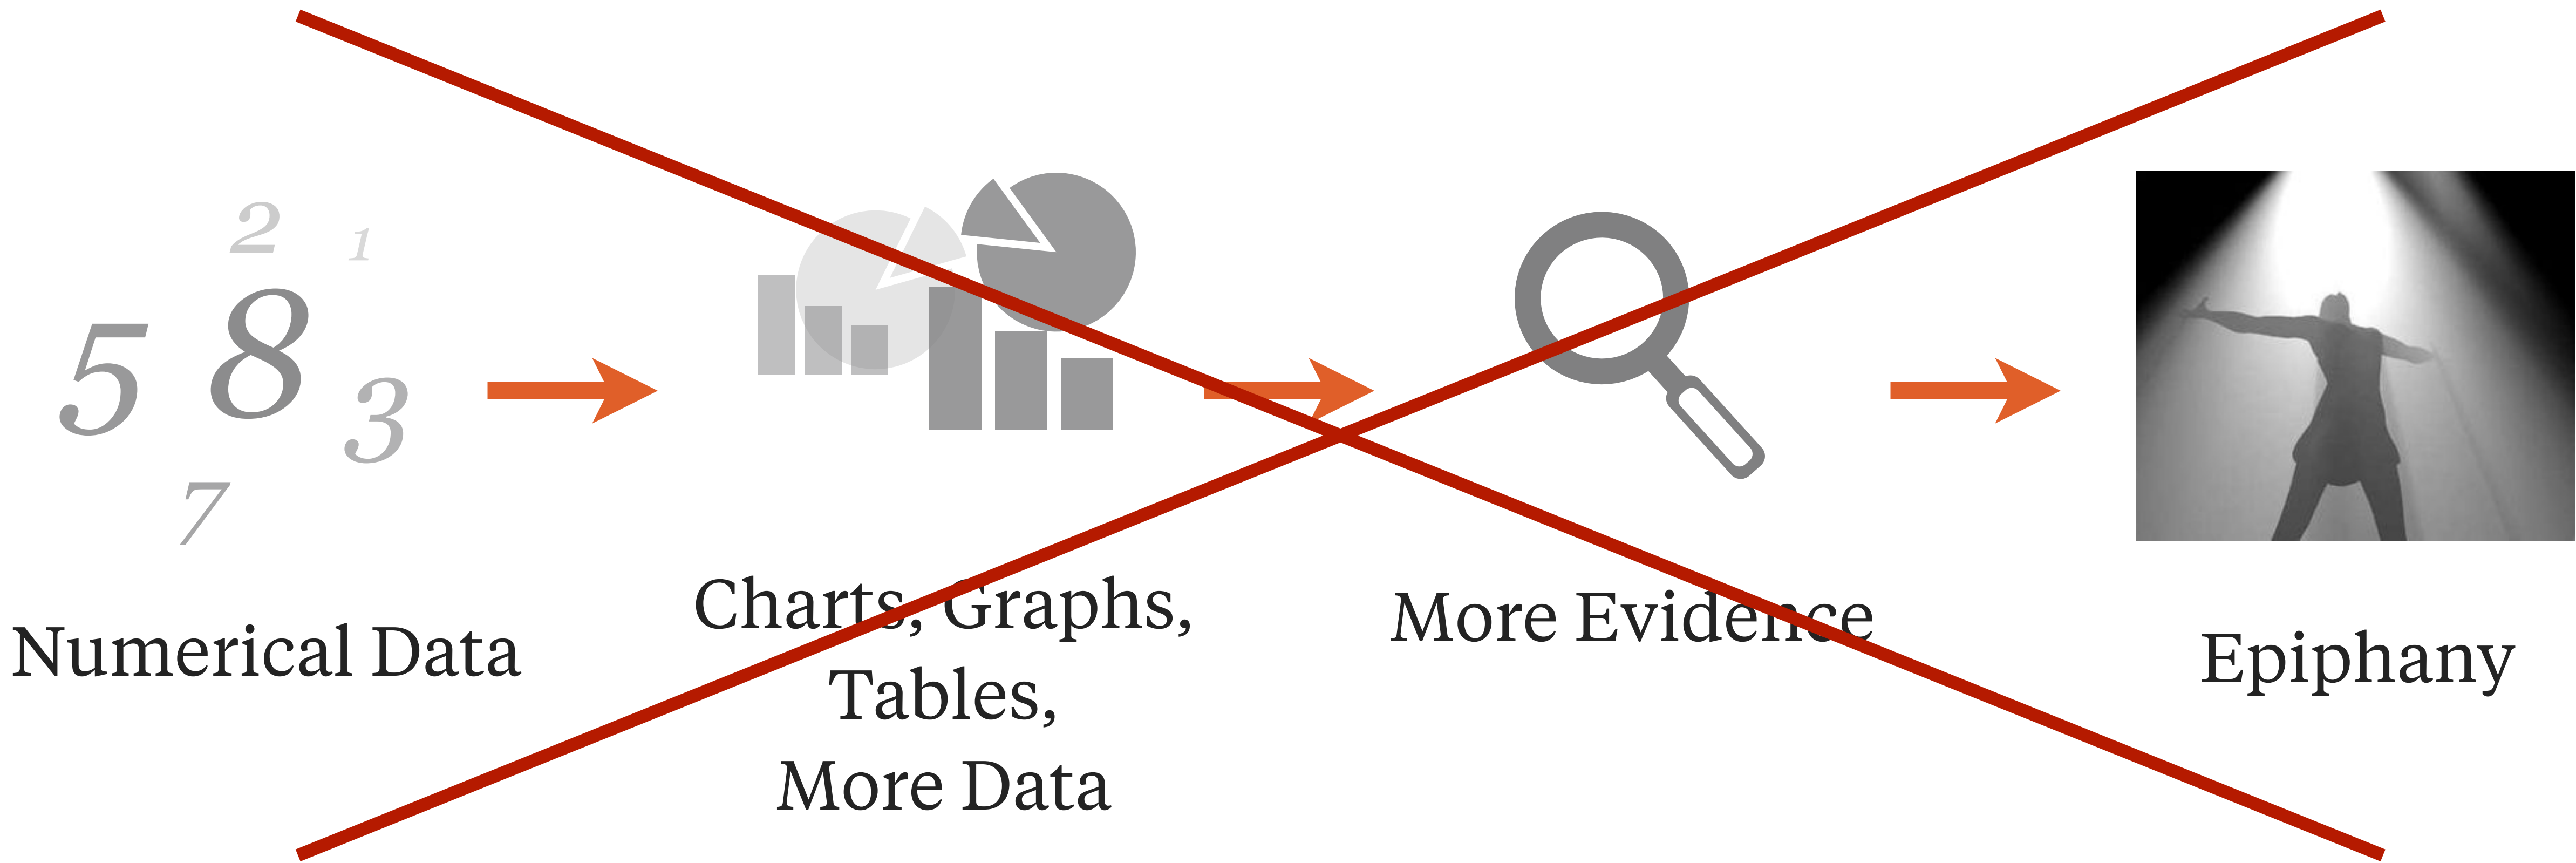 2 1
5 8
3
7
Numerical Data
Charts, Graphs,
Tables,
More Data
More Evidence
Epiphany